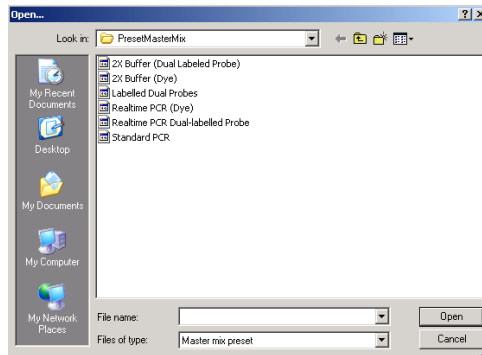 Open...
Look in: PresetMasterMix
2X Buffer (Dual Labeled Probe)
2X Buffer (Dye)
Labelled Dual Probes
Realtime PCR (Dye)
Realtime PCR Dual-labelled Probe
Standard PCR
My Recent
Documents
Desktop
My Documents
My Computer
My Network
Places
File name:
Open
Files of type: Master mix preset
Cancel